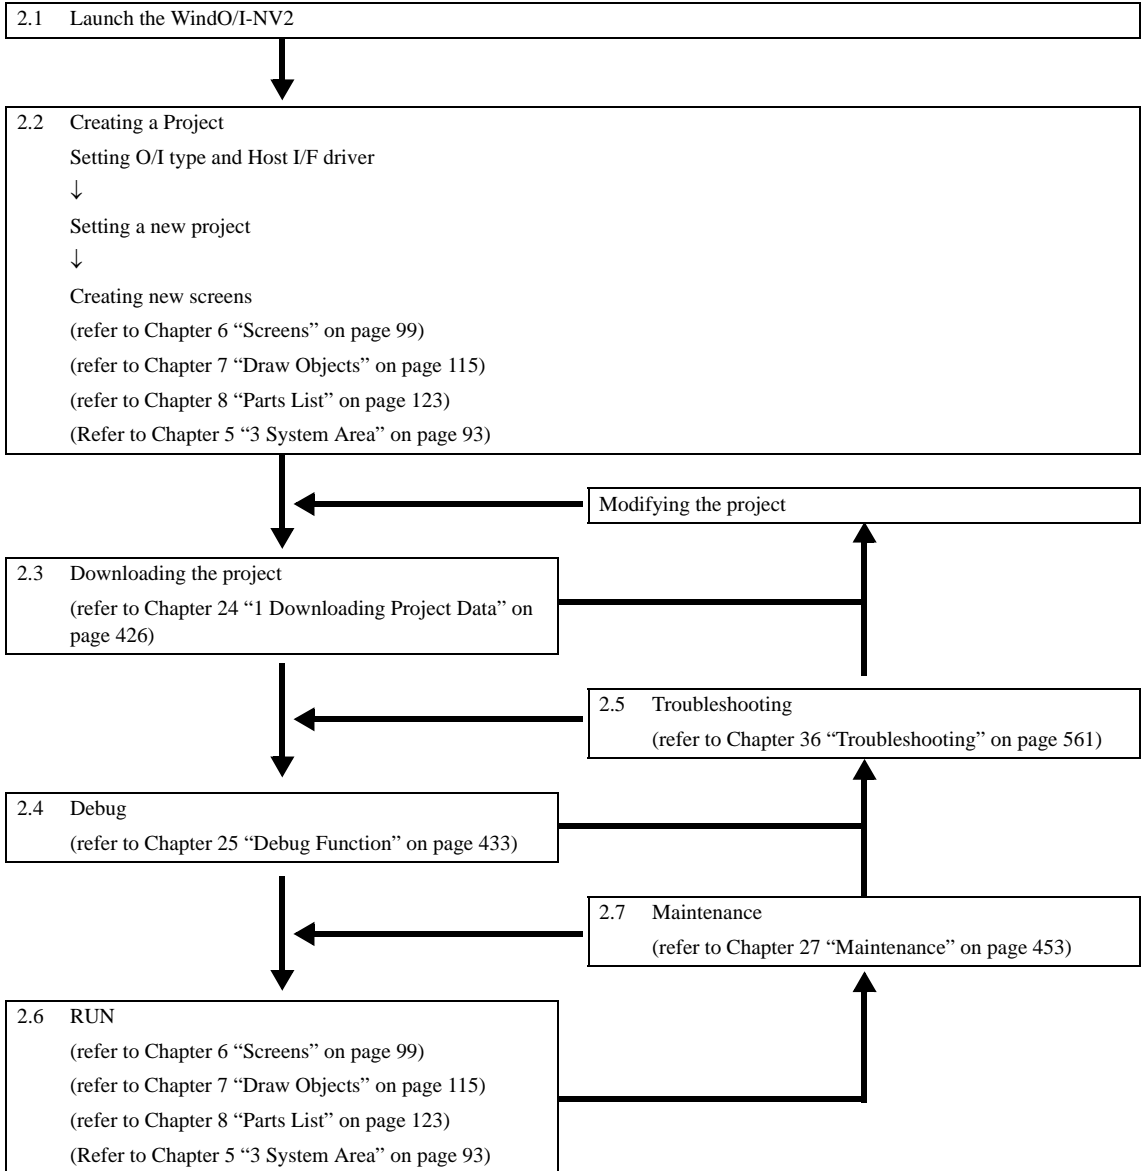 2.1 Launch the WindO/I-NV2
2.2 Creating a Project
Setting O/I type and Host I/F driver
↓
Setting a new project
↓
Creating new screens
(refer to Chapter 6 “Screens” on page 99)
(refer to Chapter 7 “Draw Objects” on page 115)
(refer to Chapter 8 “Parts List” on page 123)
(Refer to Chapter 5 “3 System Area” on page 93)
Modifying the project
2.3 Downloading the project
(refer to Chapter 24 “1 Downloading Project Data” on
page 426)
2.5 Troubleshooting
(refer to Chapter 36 “Troubleshooting” on page 561)
2.4 Debug
(refer to Chapter 25 “Debug Function” on page 433)
2.7 Maintenance
(refer to Chapter 27 “Maintenance” on page 453)
2.6 RUN
(refer to Chapter 6 “Screens” on page 99)
(refer to Chapter 7 “Draw Objects” on page 115)
(refer to Chapter 8 “Parts List” on page 123)
(Refer to Chapter 5 “3 System Area” on page 93)